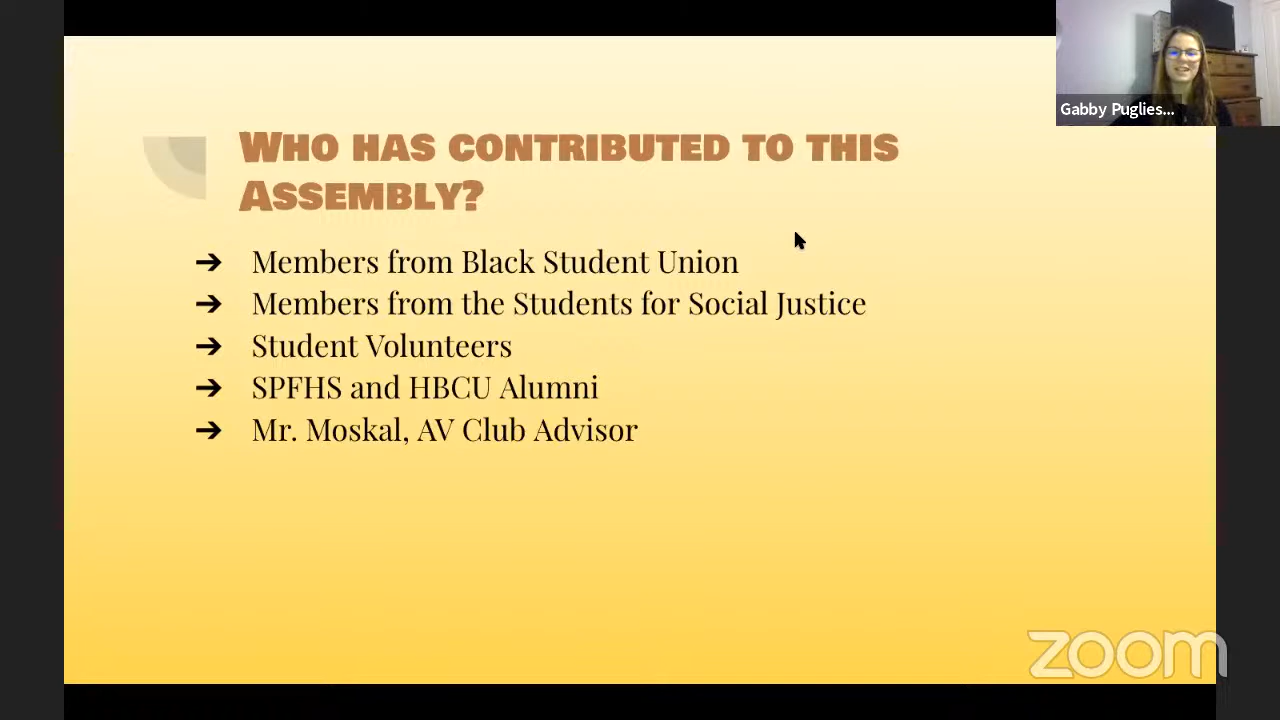 Gabby Puglies...
Who has contributed to this
Assembly?
➔ Members from Black Student Union
➔ Members from the Students for Social Justice
➔ Student Volunteers
➔ SPFHS and HBCU Alumni
➔ Mr. Moskal, AV Club Advisor
zoom